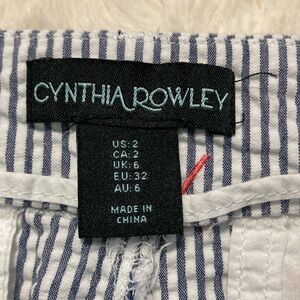 CYNTHIA ROWLEY
US: 2
CA: 2
UK: 6
EU: 32
AU: 6
MADE IN
CHINA